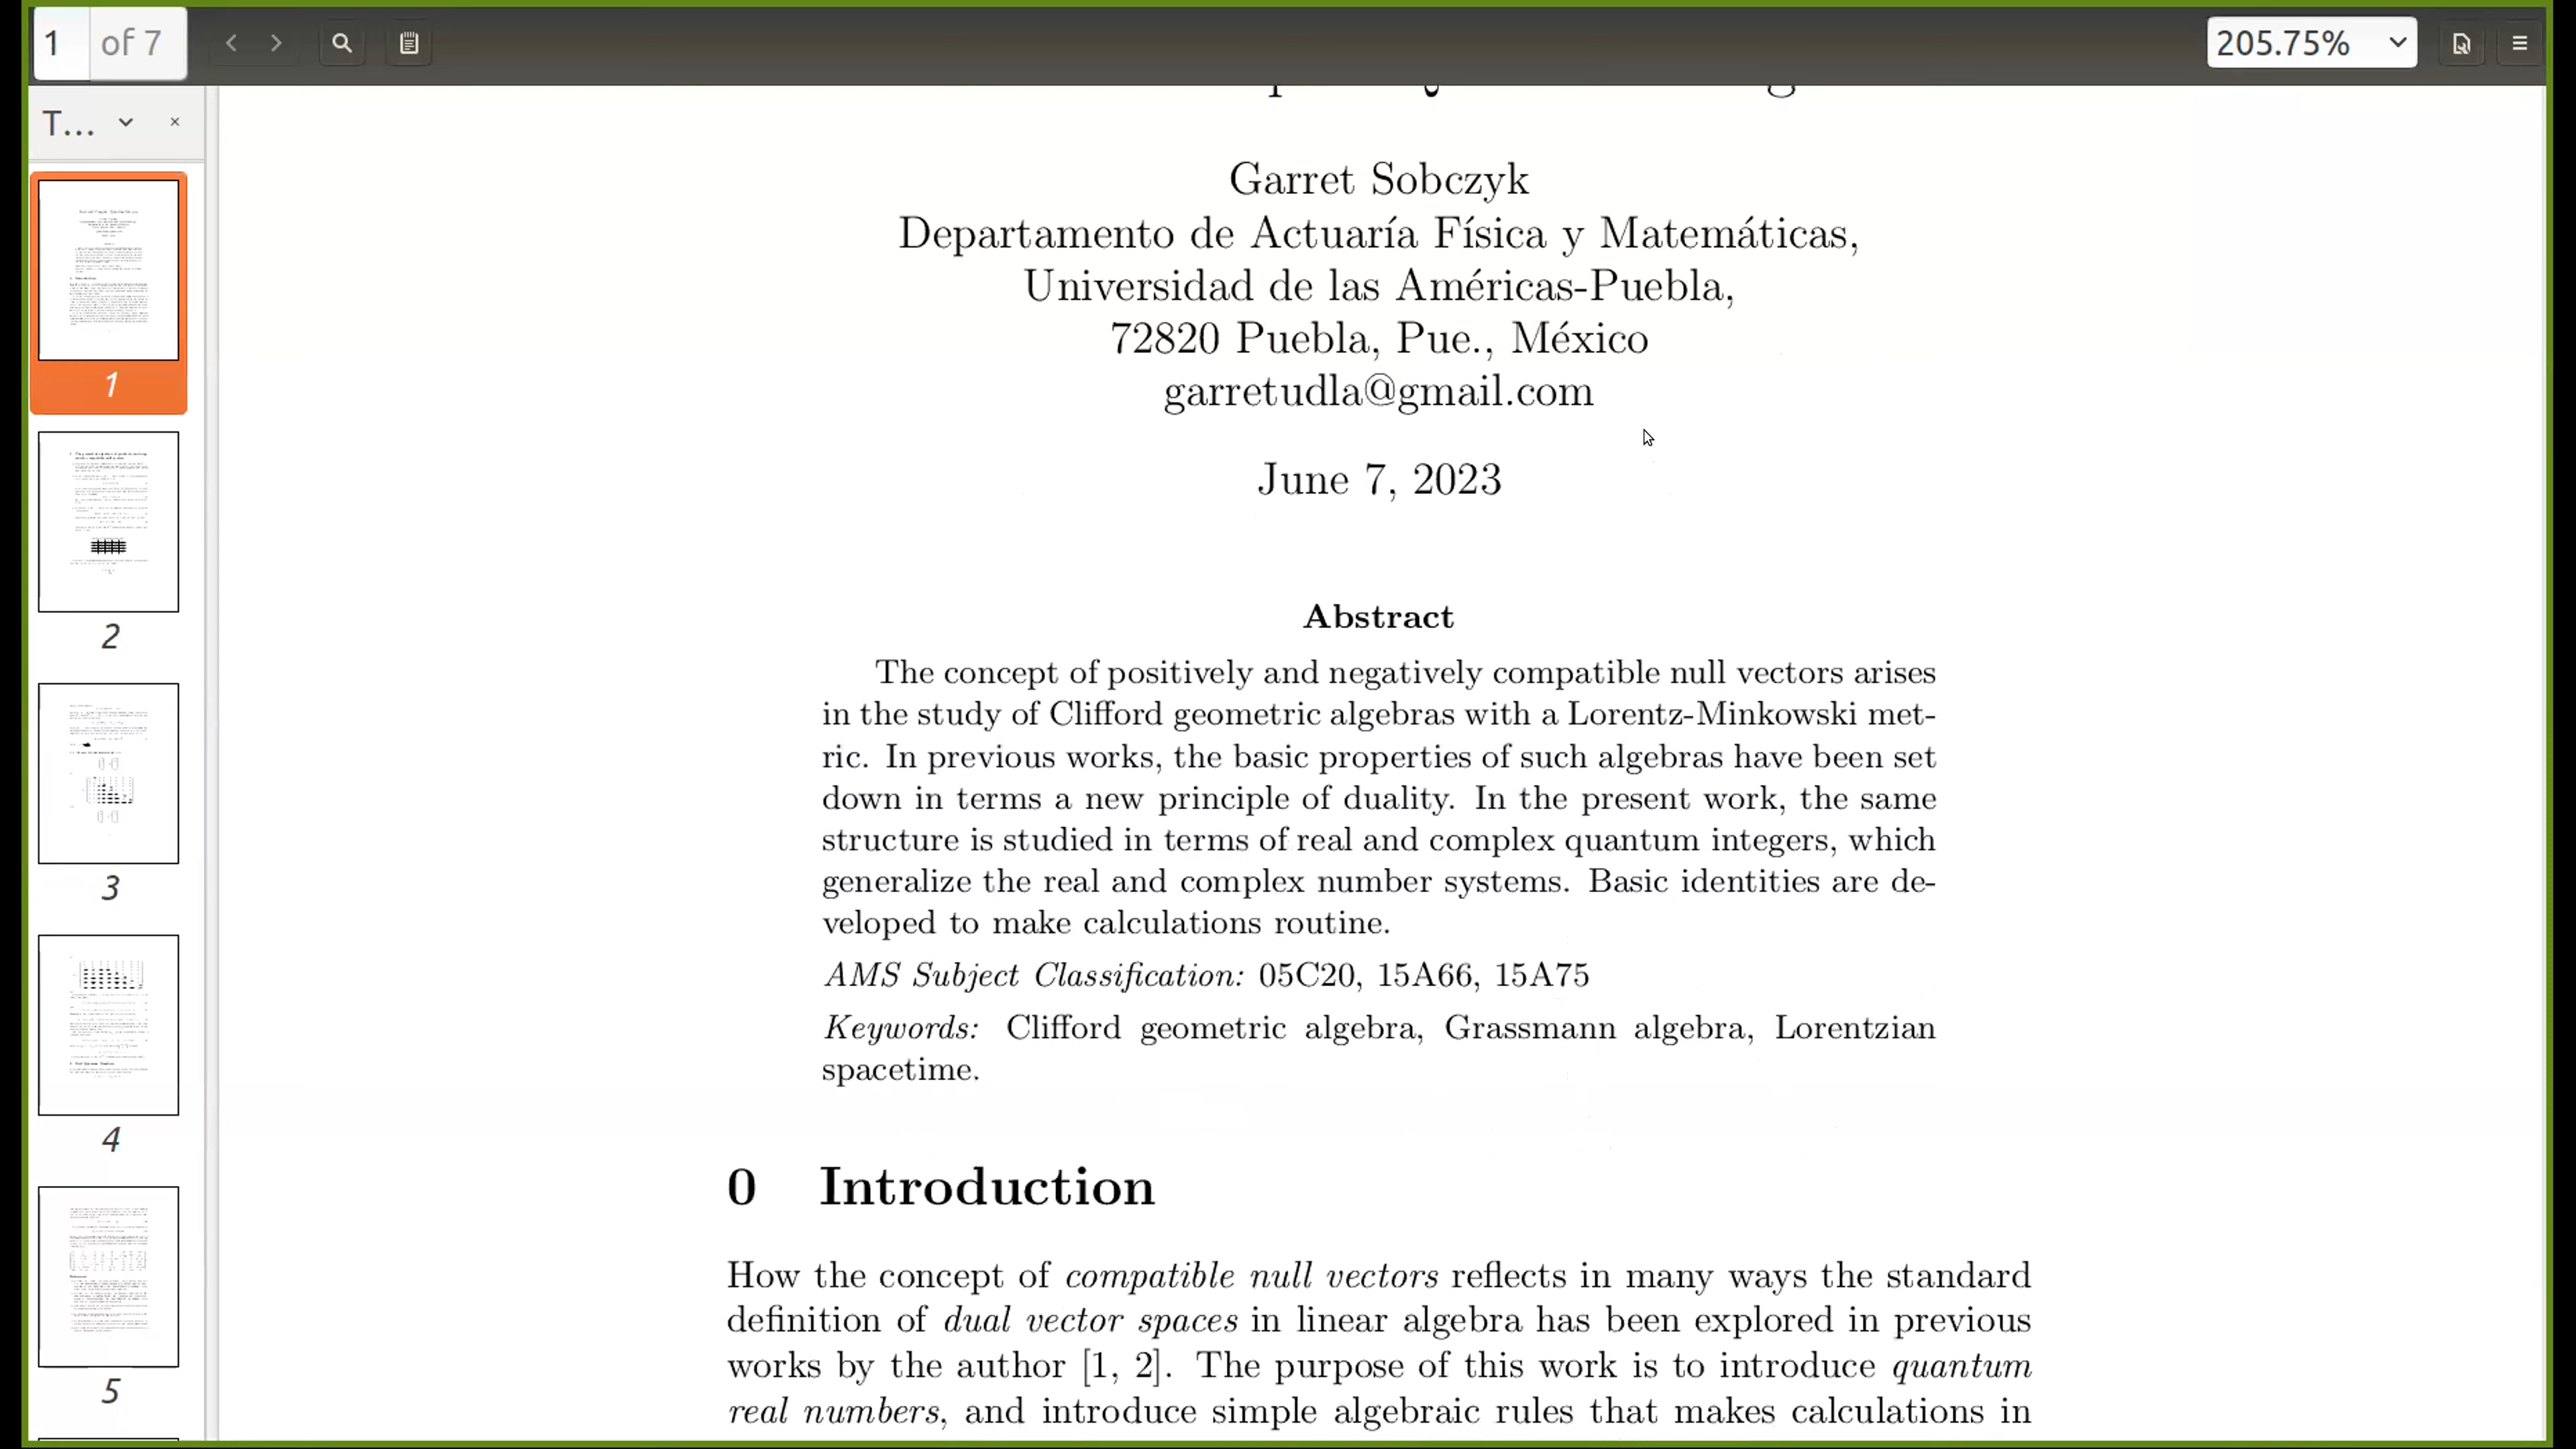 1 of 7
205.75%
T...
Garret Sobczyk
Departamento de Actuaría Física y Matemáticas,
Universidad de las Américas-Puebla,
72820 Puebla, Pue., México
garretudla@gmail.com
June 7, 2023
Abstract
The concept of positively and negatively compatible null vectors arises
in the study of Clifford geometric algebras with a Lorentz-Minkowski met-
ric. In previous works, the basic properties of such algebras have been set
down in terms a new principle of duality. In the present work, the same
structure is studied in terms of real and complex quantum integers, which
generalize the real and complex number systems. Basic identities are de-
veloped to make calculations routine.
AMS Subject Classification: 05C20, 15A66, 15A75
Keywords: Clifford geometric algebra, Grassmann algebra, Lorentzian
spacetime.
0 Introduction
How the concept of compatible null vectors reflects in many ways the standard
definition of dual vector spaces in linear algebra has been explored in previous
works by the author [1, 2]. The purpose of this work is to introduce quantum
real numbers, and introduce simple algebraic rules that makes calculations in
1
2
3
4
5